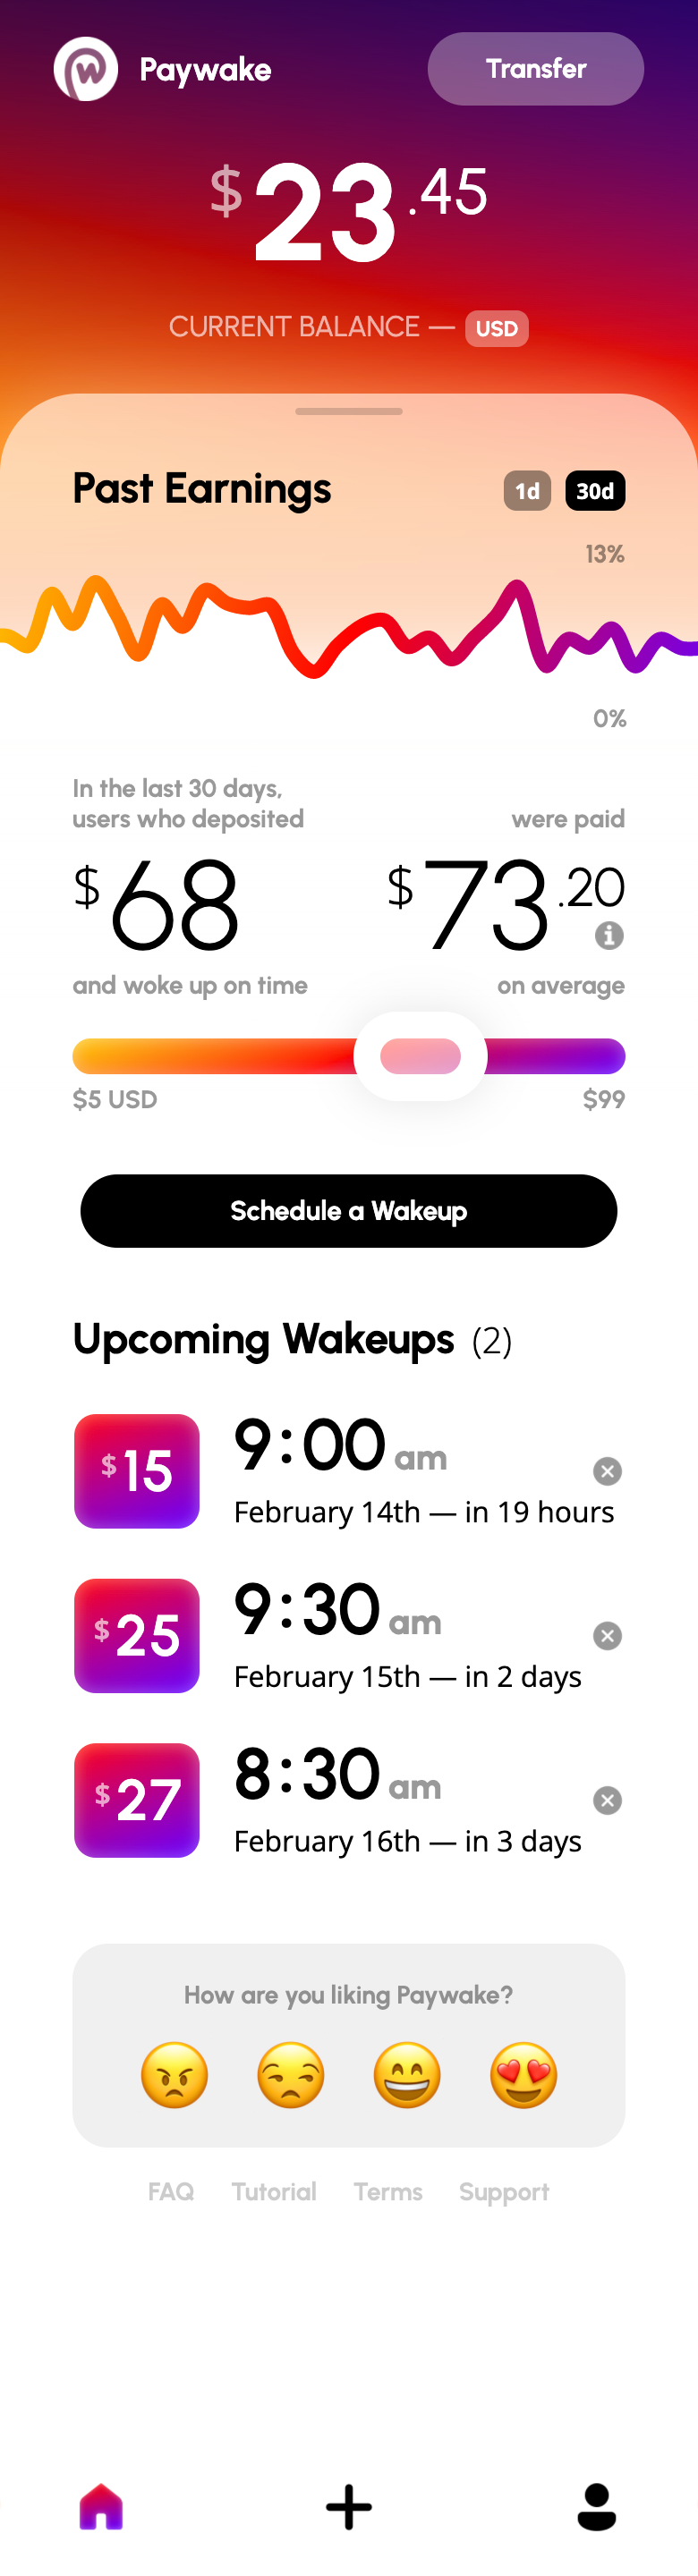 Paywake
Transfer
$23.45
CURRENT BALANCE — USD
Past Earnings
1d 30d
13%
0%
In the last 30 days,
users who deposited
were paid
$68
$73.20
and woke up on time
on average
$5 USD
$99
Schedule a Wakeup
Upcoming Wakeups (2)
$15
9:00 am
February 14th — in 19 hours
$25
9:30 am
February 15th — in 2 days
$27
8:30 am
February 16th — in 3 days
How are you liking Paywake?
FAQ Tutorial Terms Support